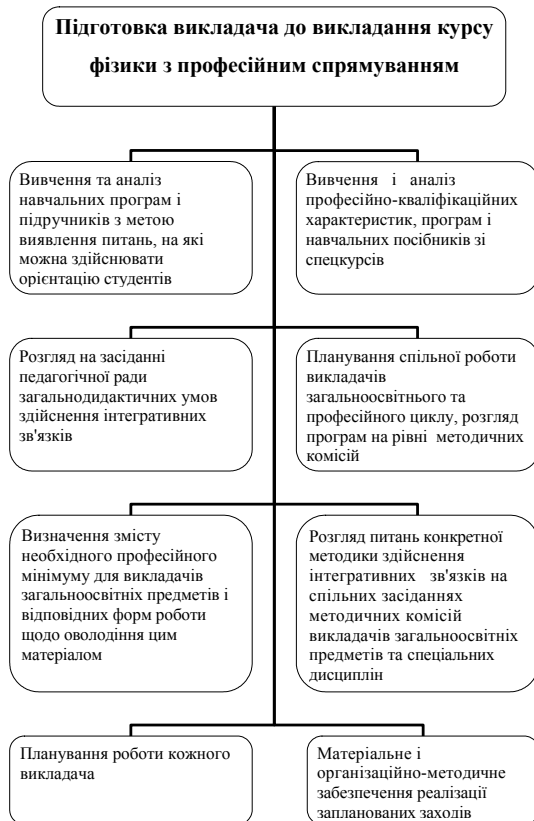 Підготовка викладача до викладання курсу
фізики з професійним спрямуванням
Вивчення та аналіз
навчальних програм і
підручників з метою
виявлення питань, на які
можна здійснювати
орієнтацію студентів
Вивчення і аналіз
професійно-кваліфікаційних
характеристик, програм і
навчальних посібників зі
спецкурсів
Розгляд на засіданні
педагогічної ради
загальнодидактичних умов
здійснення інтегративних
зв'язків
Планування спільної роботи
викладачів
загальноосвітнього та
професійного циклу, розгляд
програм на рівні методичних
комісій
Визначення змісту
необхідного професійного
мінімуму для викладачів
загальноосвітніх предметів і
відповідних форм роботи
щодо оволодіння цим
матеріалом
Розгляд питань конкретної
методики здійснення
інтегративних зв'язків на
спільних засіданнях
методичних комісій
викладачів загальноосвітніх
предметів та спеціальних
дисциплін
Планування роботи кожного
викладача
Матеріальне і
організаційно-методичне
забезпечення реалізації
запланованих заходів